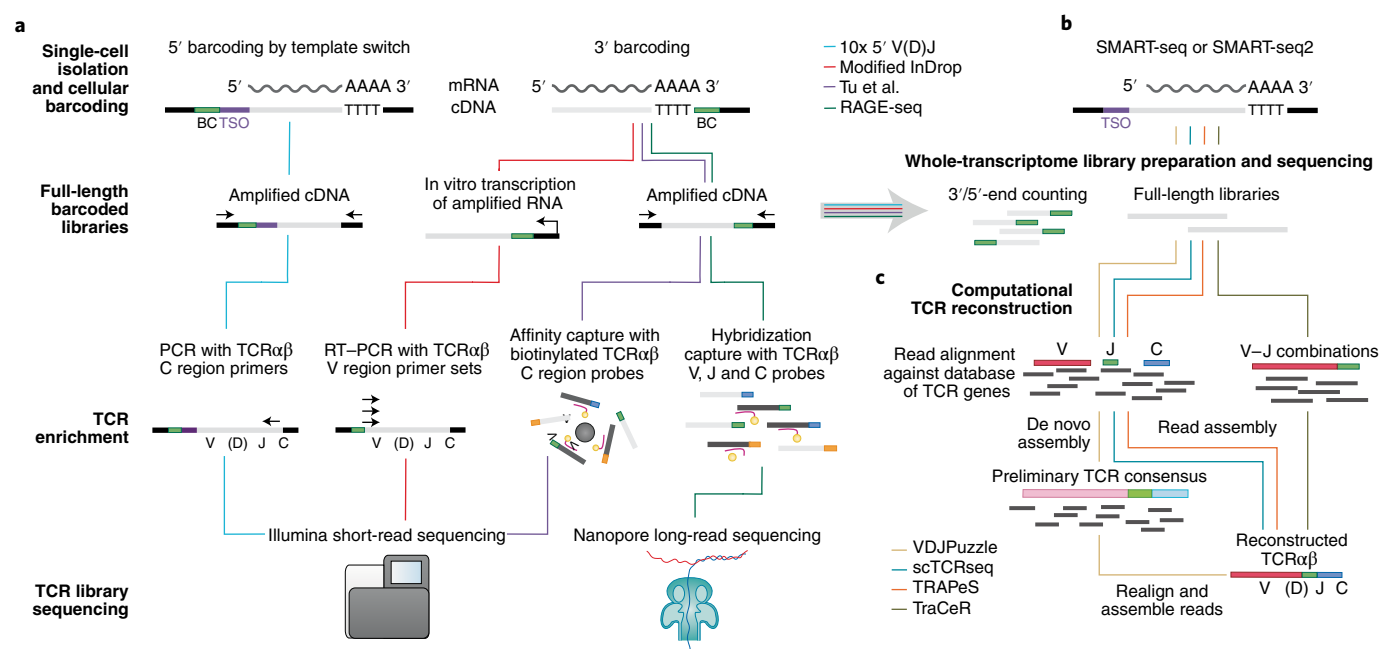 a
Single-cell
isolation
and cellular
barcoding
5′ barcoding by template switch
5′
AAAA 3′
TTTT
BC
TSO
mRNA
cDNA
3′ barcoding
5′
AAAA 3′
TTTT
BC
10x 5′ V(D)J
Modified InDrop
Tu et al.
RAGE-seq
Full-length
barcoded
libraries
Amplified cDNA
In vitro transcription
of amplified RNA
Amplified cDNA
PCR with TCRαβ
C region primers
RT–PCR with TCRαβ
V region primer sets
Affinity capture with
biotinylated TCRαβ
C region probes
Hybridization
capture with TCRαβ
V, J and C probes
TCR
enrichment
V (D) J C
V (D) J C
Illumina short-read sequencing
Nanopore long-read sequencing
TCR library
sequencing
b
SMART-seq or SMART-seq2
5′
AAAA 3′
TTTT
TSO
Whole-transcriptome library preparation and sequencing
3′/5′-end counting
Full-length libraries
c
Computational
TCR reconstruction
Read alignment
against database
of TCR genes
V J C
V–J combinations
De novo
assembly
Read assembly
Preliminary TCR consensus
VDJPuzzle
scTCRseq
TRAPeS
TraCeR
Realign and
assemble reads
Reconstructed
TCRαβ
V (D) J C